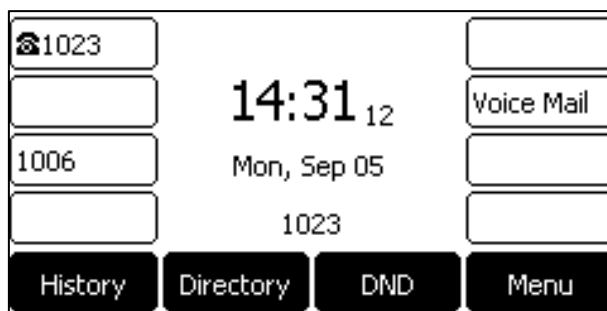 ☎1023
14:31 12
Voice Mail
1006
Mon, Sep 05
1023
History Directory DND Menu